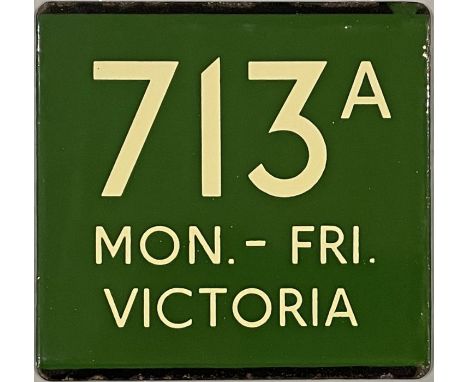 713A
MON. - FRI.
VICTORIA